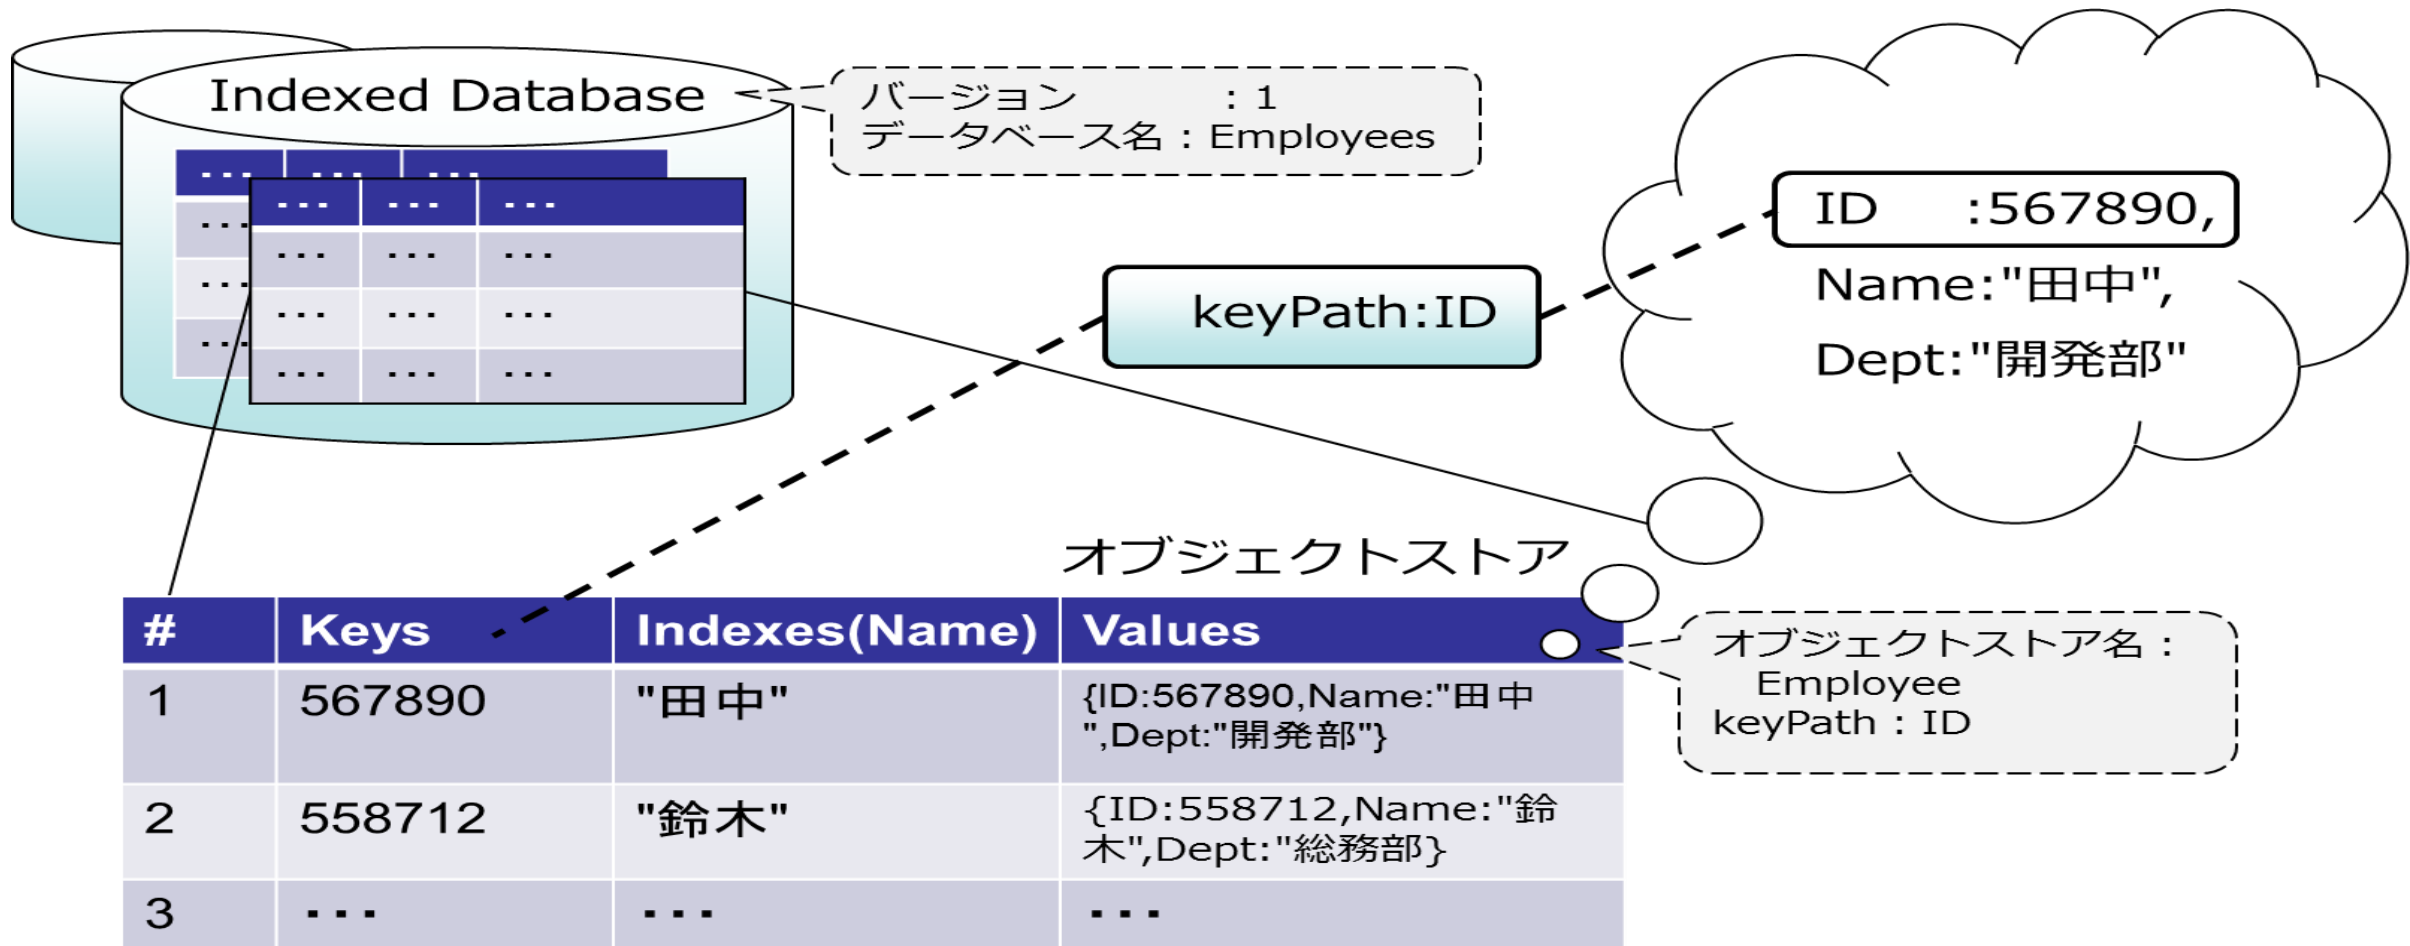 Indexed Database
バージョン : 1
データベース名 : Employees
... ... ...
... ... ...
... ... ...
... ... ...
... ... ...
...
...
...
ID :567890,
Name:"田中",
Dept:"開発部"
keyPath:ID
オブジェクトストア
# Keys Indexes(Name) Values
1 567890 "田中" {ID:567890,Name:"田中
",Dept:"開発部"}
2 558712 "鈴木" {ID:558712,Name:"鈴
木",Dept:"総務部}
3 ... ... ...
オブジェクトストア名 :
Employee
keyPath : ID